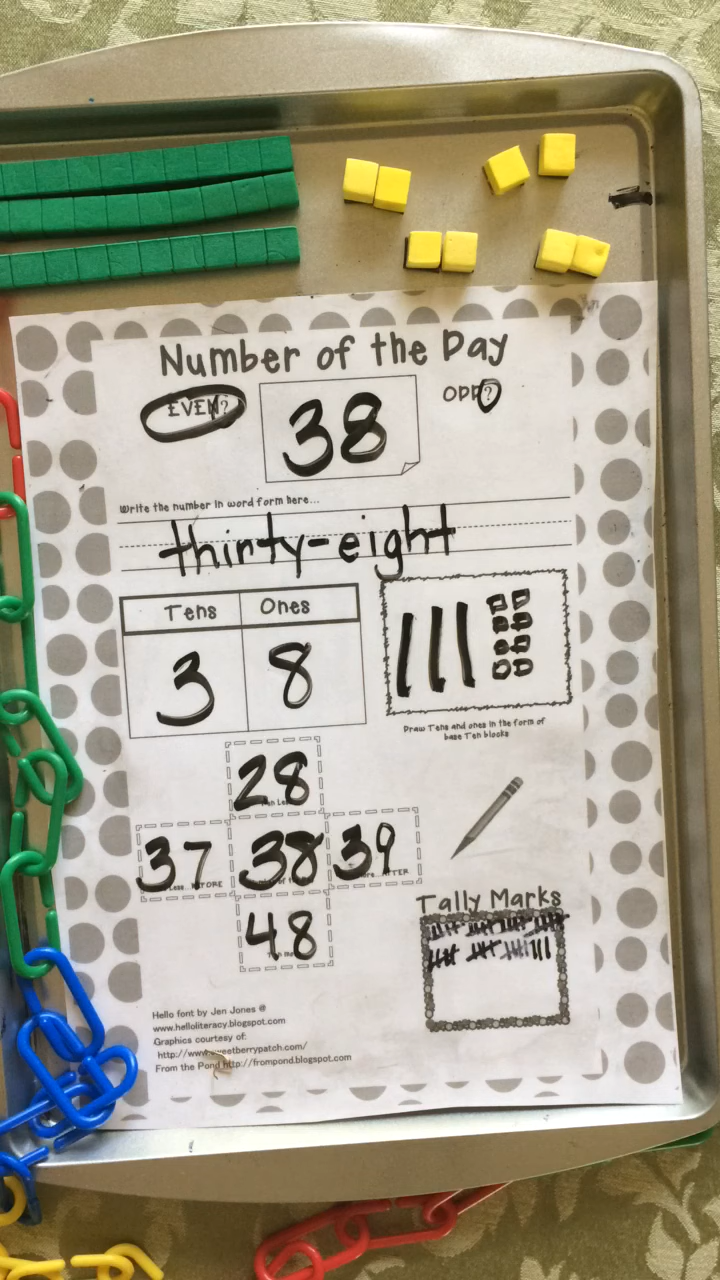 Number of the Day
EVEN?
38
ODD?
Write the number in word form here...
thirty-eight
Tens Ones
3 8
Draw Tens and ones in the form of
base Ten blocks
28
37 38 39
BEFORE
AFTER
48
Tally Marks
Hello font by Jen Jones @
www.helloliteracy.blogspot.com
Graphics courtesy of:
From the Pond http://frompond.blogspot.com